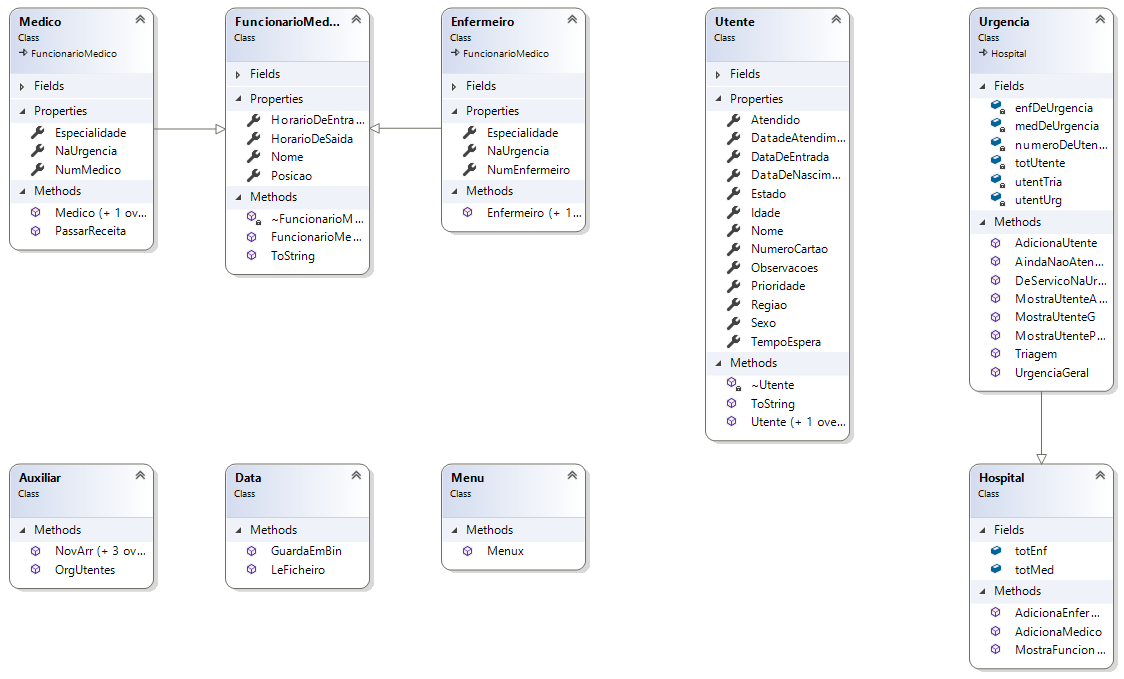 Medico
Class
FuncionarioMedico
Fields
Properties
Especialidade
NaUrgencia
NumMedico
Methods
Medico (+ 1 ov...
PassarReceita
FuncionarioMed...
Class
Fields
Properties
HorarioDeEntra...
HorarioDeSaida
Nome
Posicao
Methods
~FuncionarioM...
FuncionarioMe...
ToString
Enfermeiro
Class
FuncionarioMedico
Fields
Properties
Especialidade
NaUrgencia
NumEnfermeiro
Methods
Enfermeiro (+ 1...
Utente
Class
Fields
Properties
Atendido
DatadeAtendim...
DataDeEntrada
DataDeNascim...
Estado
Idade
Nome
NumeroCartao
Observacoes
Prioridade
Regiao
Sexo
TempoEspera
Methods
~Utente
ToString
Utente (+ 1 ove...
Urgencia
Class
Hospital
Fields
enfDeUrgencia
medDeUrgencia
numeroDeUten...
totUtente
utentTria
utentUrg
Methods
AdicionaUtente
AindaNaoAten...
DeServicoNaUr...
MostraUtenteA...
MostraUtenteG
MostraUtenteP...
Triagem
UrgenciaGeral
Auxiliar
Class
Methods
NovArr (+ 3 ov...
OrgUtentes
Data
Class
Methods
GuardaEmBin
LeFicheiro
Menu
Class
Methods
Menux
Hospital
Class
Fields
totEnf
totMed
Methods
AdicionaEnfer...
AdicionaMedico
MostraFuncion...